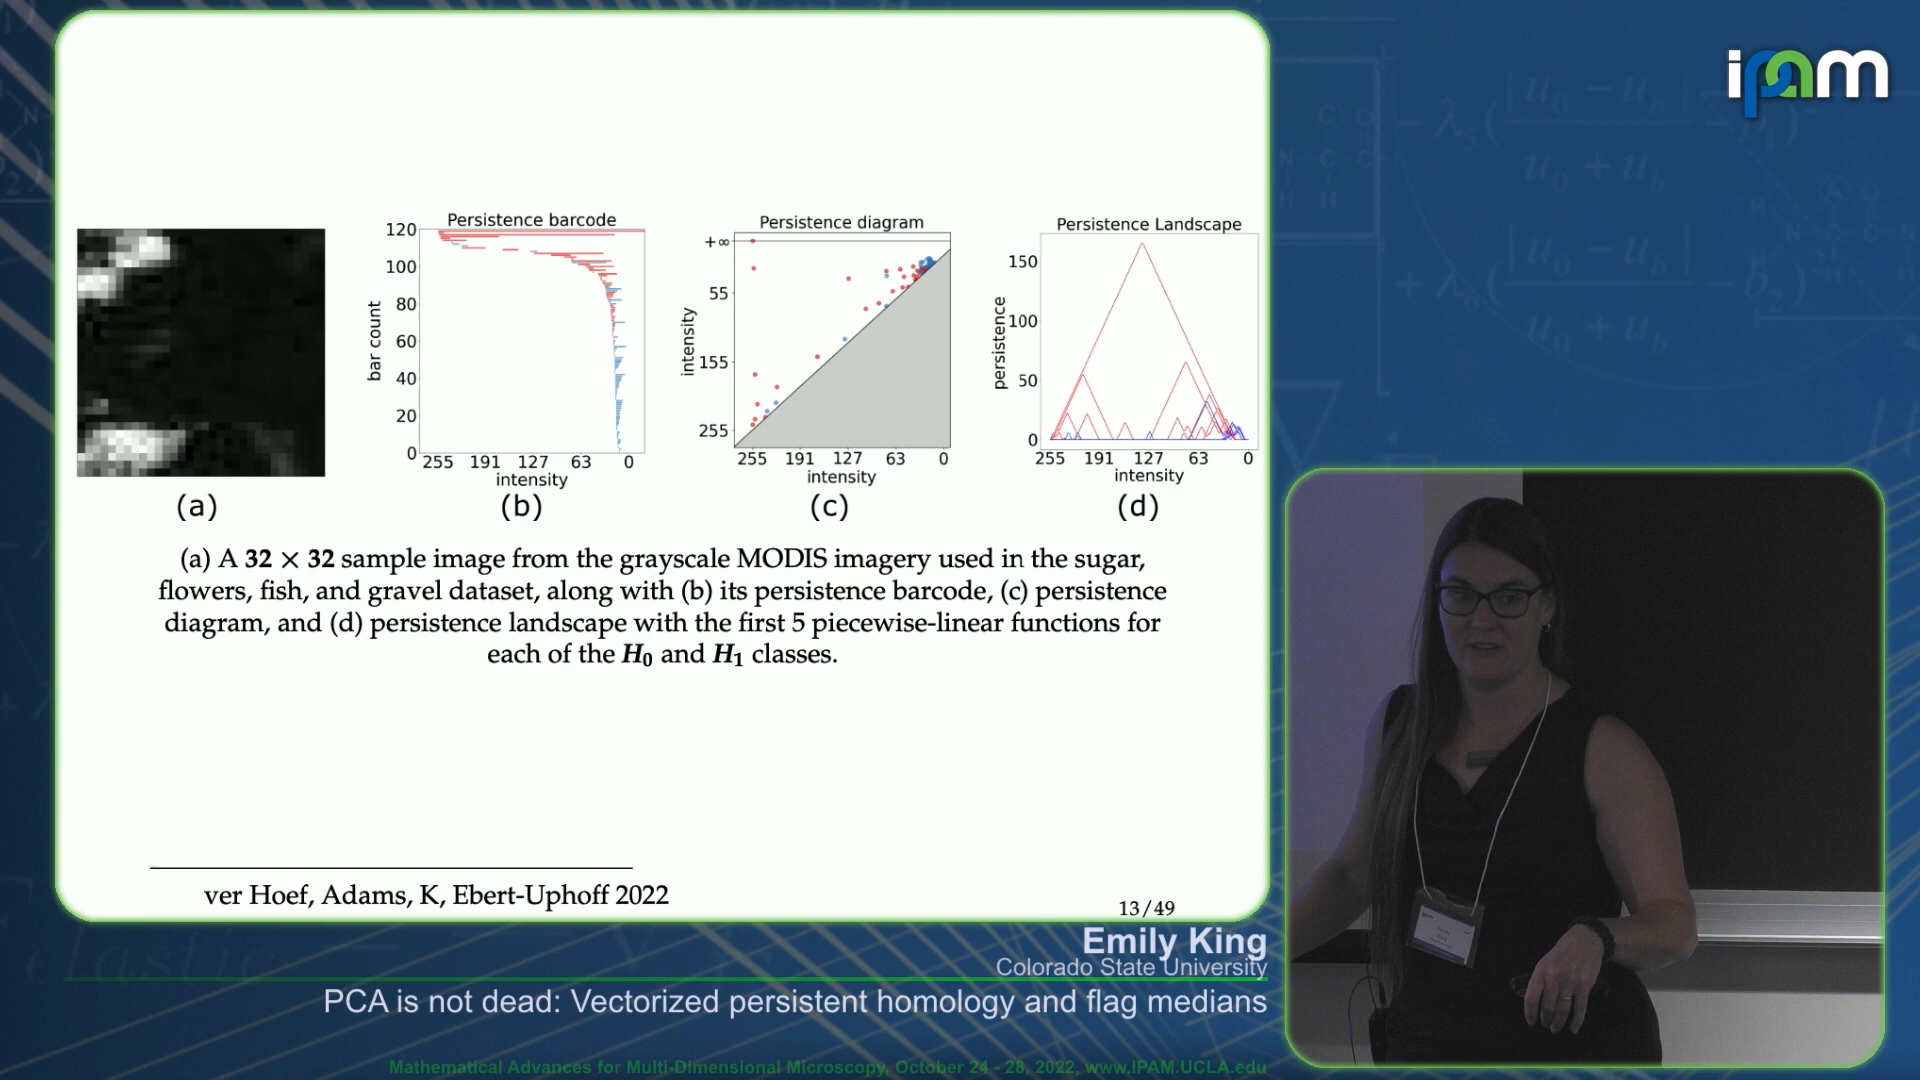 ipam
Persistence barcode
120
100
80
60
40
20
0
bar count
255 191 127 63 0
intensity
(b)
Persistence diagram
+∞
55
155
255
intensity
255 191 127 63 0
intensity
(c)
Persistence Landscape
150
100
50
0
persistence
255 191 127 63 0
intensity
(d)
(a)
(a) A 32 × 32 sample image from the grayscale MODIS imagery used in the sugar,
flowers, fish, and gravel dataset, along with (b) its persistence barcode, (c) persistence
diagram, and (d) persistence landscape with the first 5 piecewise-linear functions for
each of the H₀ and H₁ classes.
ver Hoef, Adams, K, Ebert-Uphoff 2022
13/49
Emily King
Colorado State University
PCA is not dead: Vectorized persistent homology and flag medians
Mathematical Advances for Multi-Dimensional Microscopy, October 24 - 28, 2022, www.IPAM.UCLA.edu